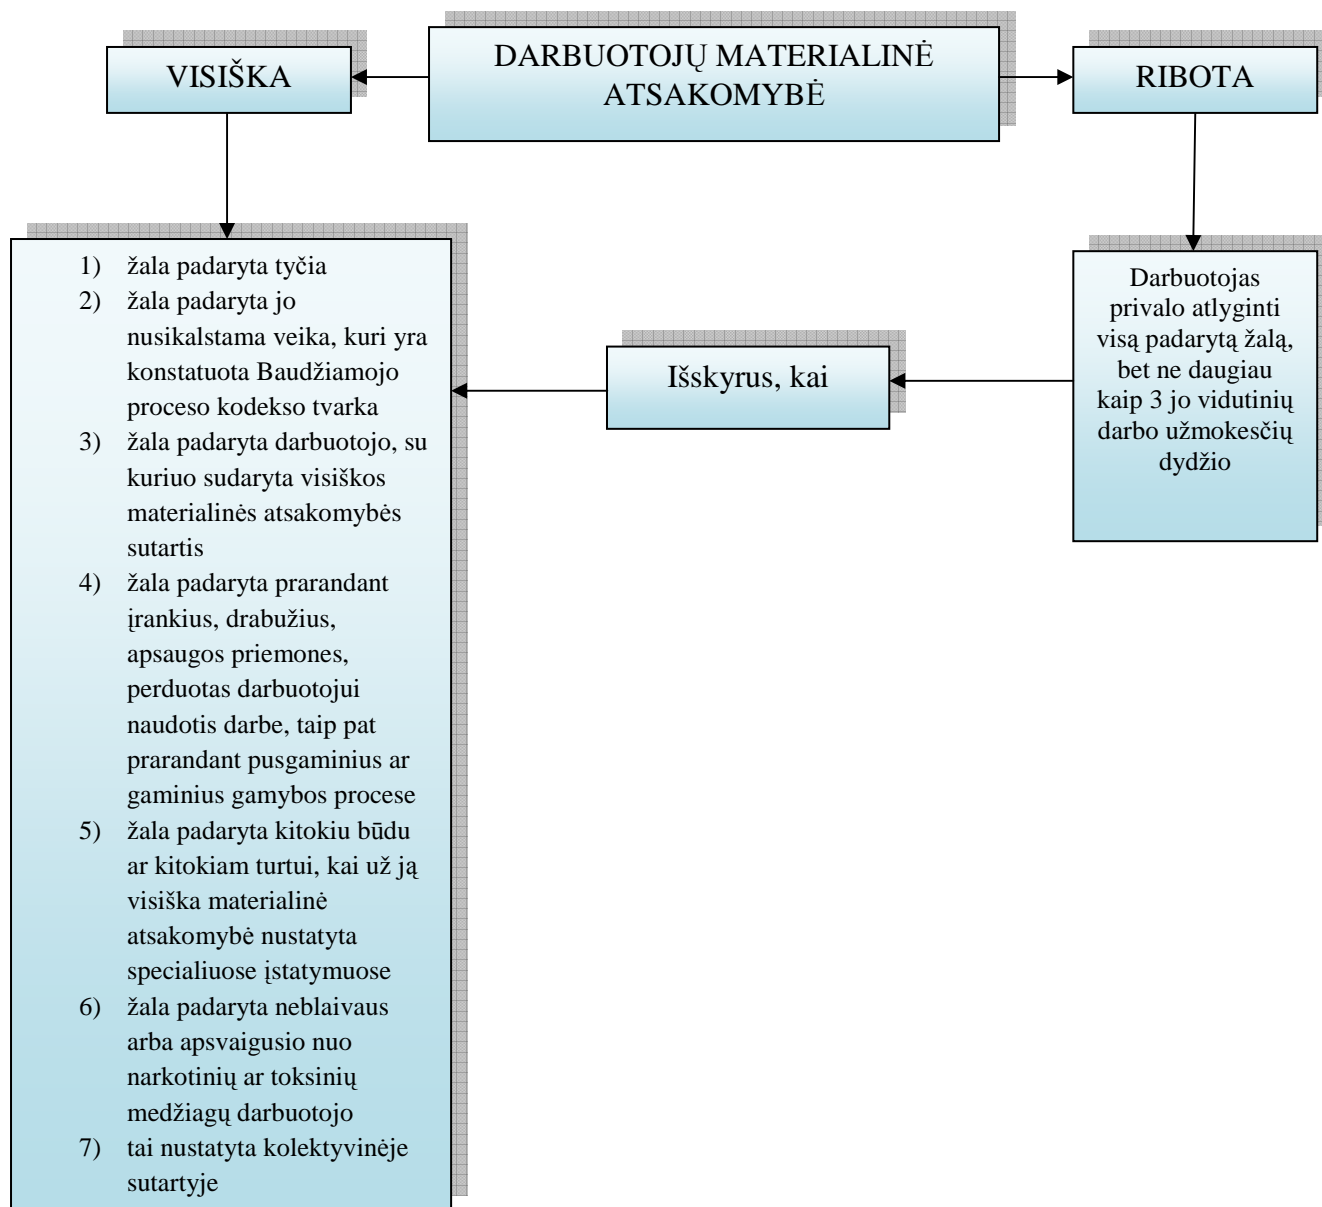 VISIŠKA
DARBUOTOJŲ MATERIALINĖ
ATSAKOMYBĖ
RIBOTA
1) žala padaryta tyčia
2) žala padaryta jo
nusikalstama veika, kuri yra
konstatuota Baudžiamojo
proceso kodekso tvarka
3) žala padaryta darbuotojo, su
kuriuo sudaryta visiškos
materialinės atsakomybės
sutartis
4) žala padaryta prarandant
įrankius, drabužius,
apsaugos priemones,
perduotas darbuotojui
naudotis darbe, taip pat
prarandant pusgaminius ar
gaminius gamybos procese
5) žala padaryta kitokiu būdu
ar kitokiam turtui, kai už ją
visiška materialinė
atsakomybė nustatyta
specialiuose įstatymuose
6) žala padaryta neblaivaus
arba apsvaigusio nuo
narkotinių ar toksinių
medžiagų darbuotojo
7) tai nustatyta kolektyvinėje
sutartyje
Išskyrus, kai
Darbuotojas
privalo atlyginti
visą padarytą žalą,
bet ne daugiau
kaip 3 jo vidutinių
darbo užmokesčių
dydžio